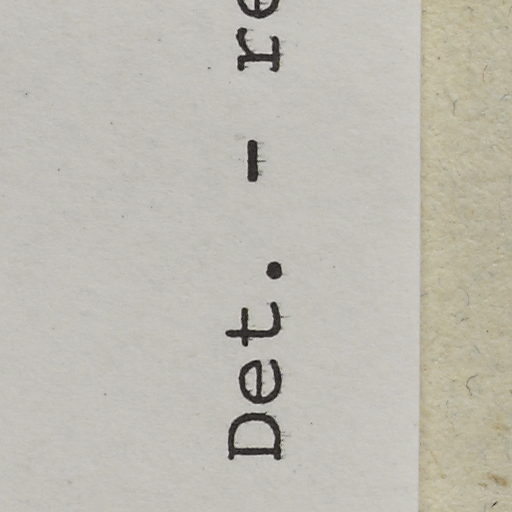 Det. - re